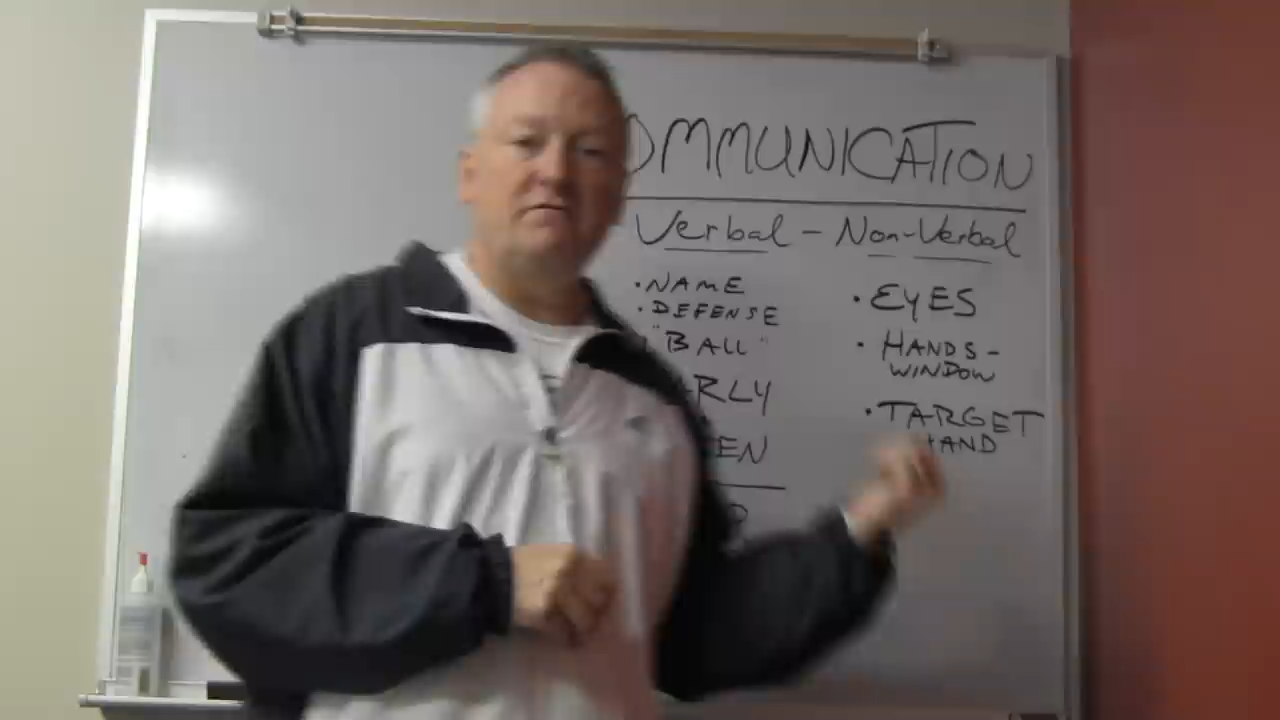 OMMUNICATION
Verbal - Non-Verbal
• NAME
• DEFENSE
"BALL"
RLY
EN
• EYES
• HANDS -
WINDOW
• TARGET
HAND